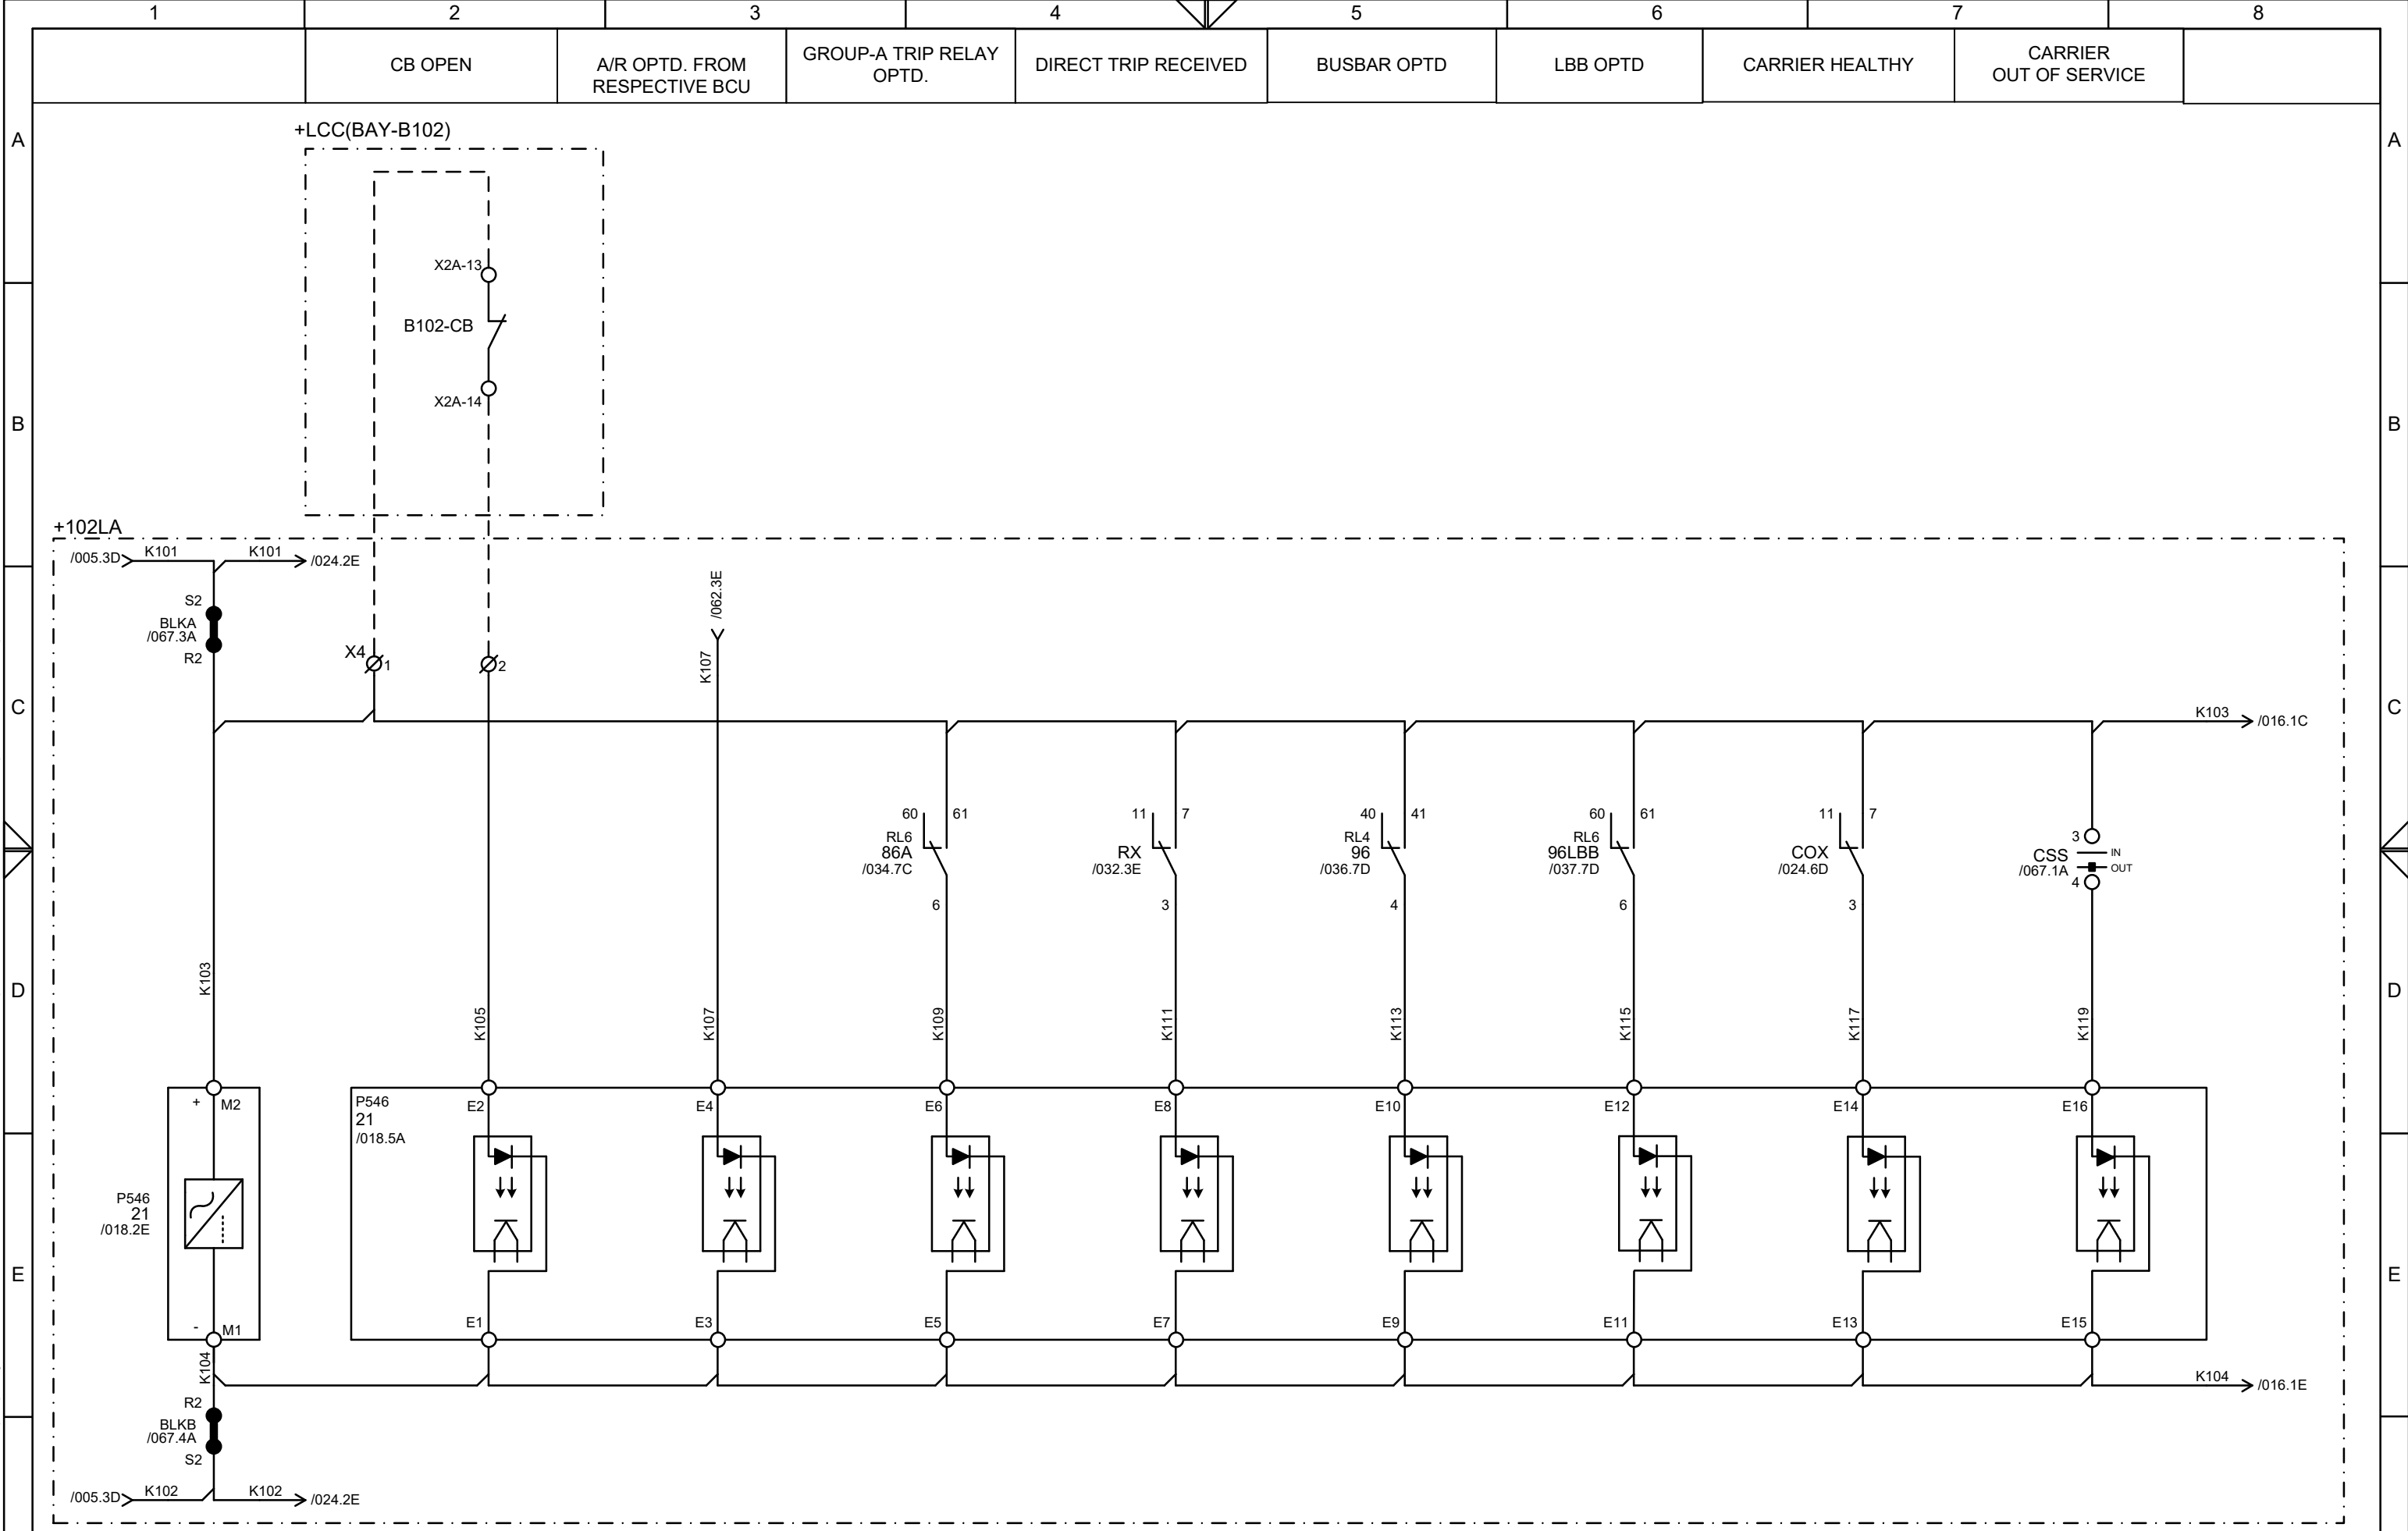 1 2 3 4 5 6 7 8
CB OPEN
A/R OPTD. FROM
RESPECTIVE BCU
GROUP-A TRIP RELAY
OPTD.
DIRECT TRIP RECEIVED
BUSBAR OPTD
LBB OPTD
CARRIER HEALTHY
CARRIER
OUT OF SERVICE
A A
+LCC(BAY-B102)
X2A-13
B102-CB
X2A-14
B B
+102LA
/005.3D K101 K101 /024.2E
S2
BLKA
/067.3A
R2
X4 1 2
/062.3E
K107
C C
K103 /016.1C
60 61
RL6
86A
/034.7C
6
11 7
RX
/032.3E
3
40 41
RL4
96
/036.7D
4
60 61
RL6
96LBB
/037.7D
6
11 7
COX
/024.6D
3
3
CSS IN
/067.1A OUT
4
D D
K103 K105 K107 K109 K111 K113 K115 K117 K119
+ M2
P546
21
/018.5A
E2 E4 E6 E8 E10 E12 E14 E16
P546
21
/018.2E
E E
- M1
E1 E3 E5 E7 E9 E11 E13 E15
K104
K104 /016.1E
R2
BLKB
/067.4A
S2
/005.3D K102 K102 /024.2E